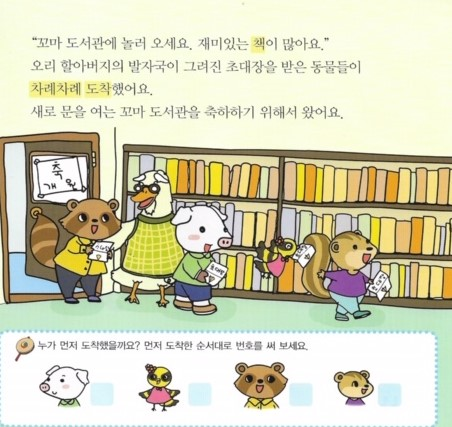 “꼬마 도서관에 놀러 오세요. 재미있는 책이 많아요.”
오리 할아버지의 발자국이 그려진 초대장을 받은 동물들이
차례차례 도착했어요.
새로 문을 여는 꼬마 도서관을 축하하기 위해서 왔어요.
축
개
누가 먼저 도착했을까요? 먼저 도착한 순서대로 번호를 써 보세요.